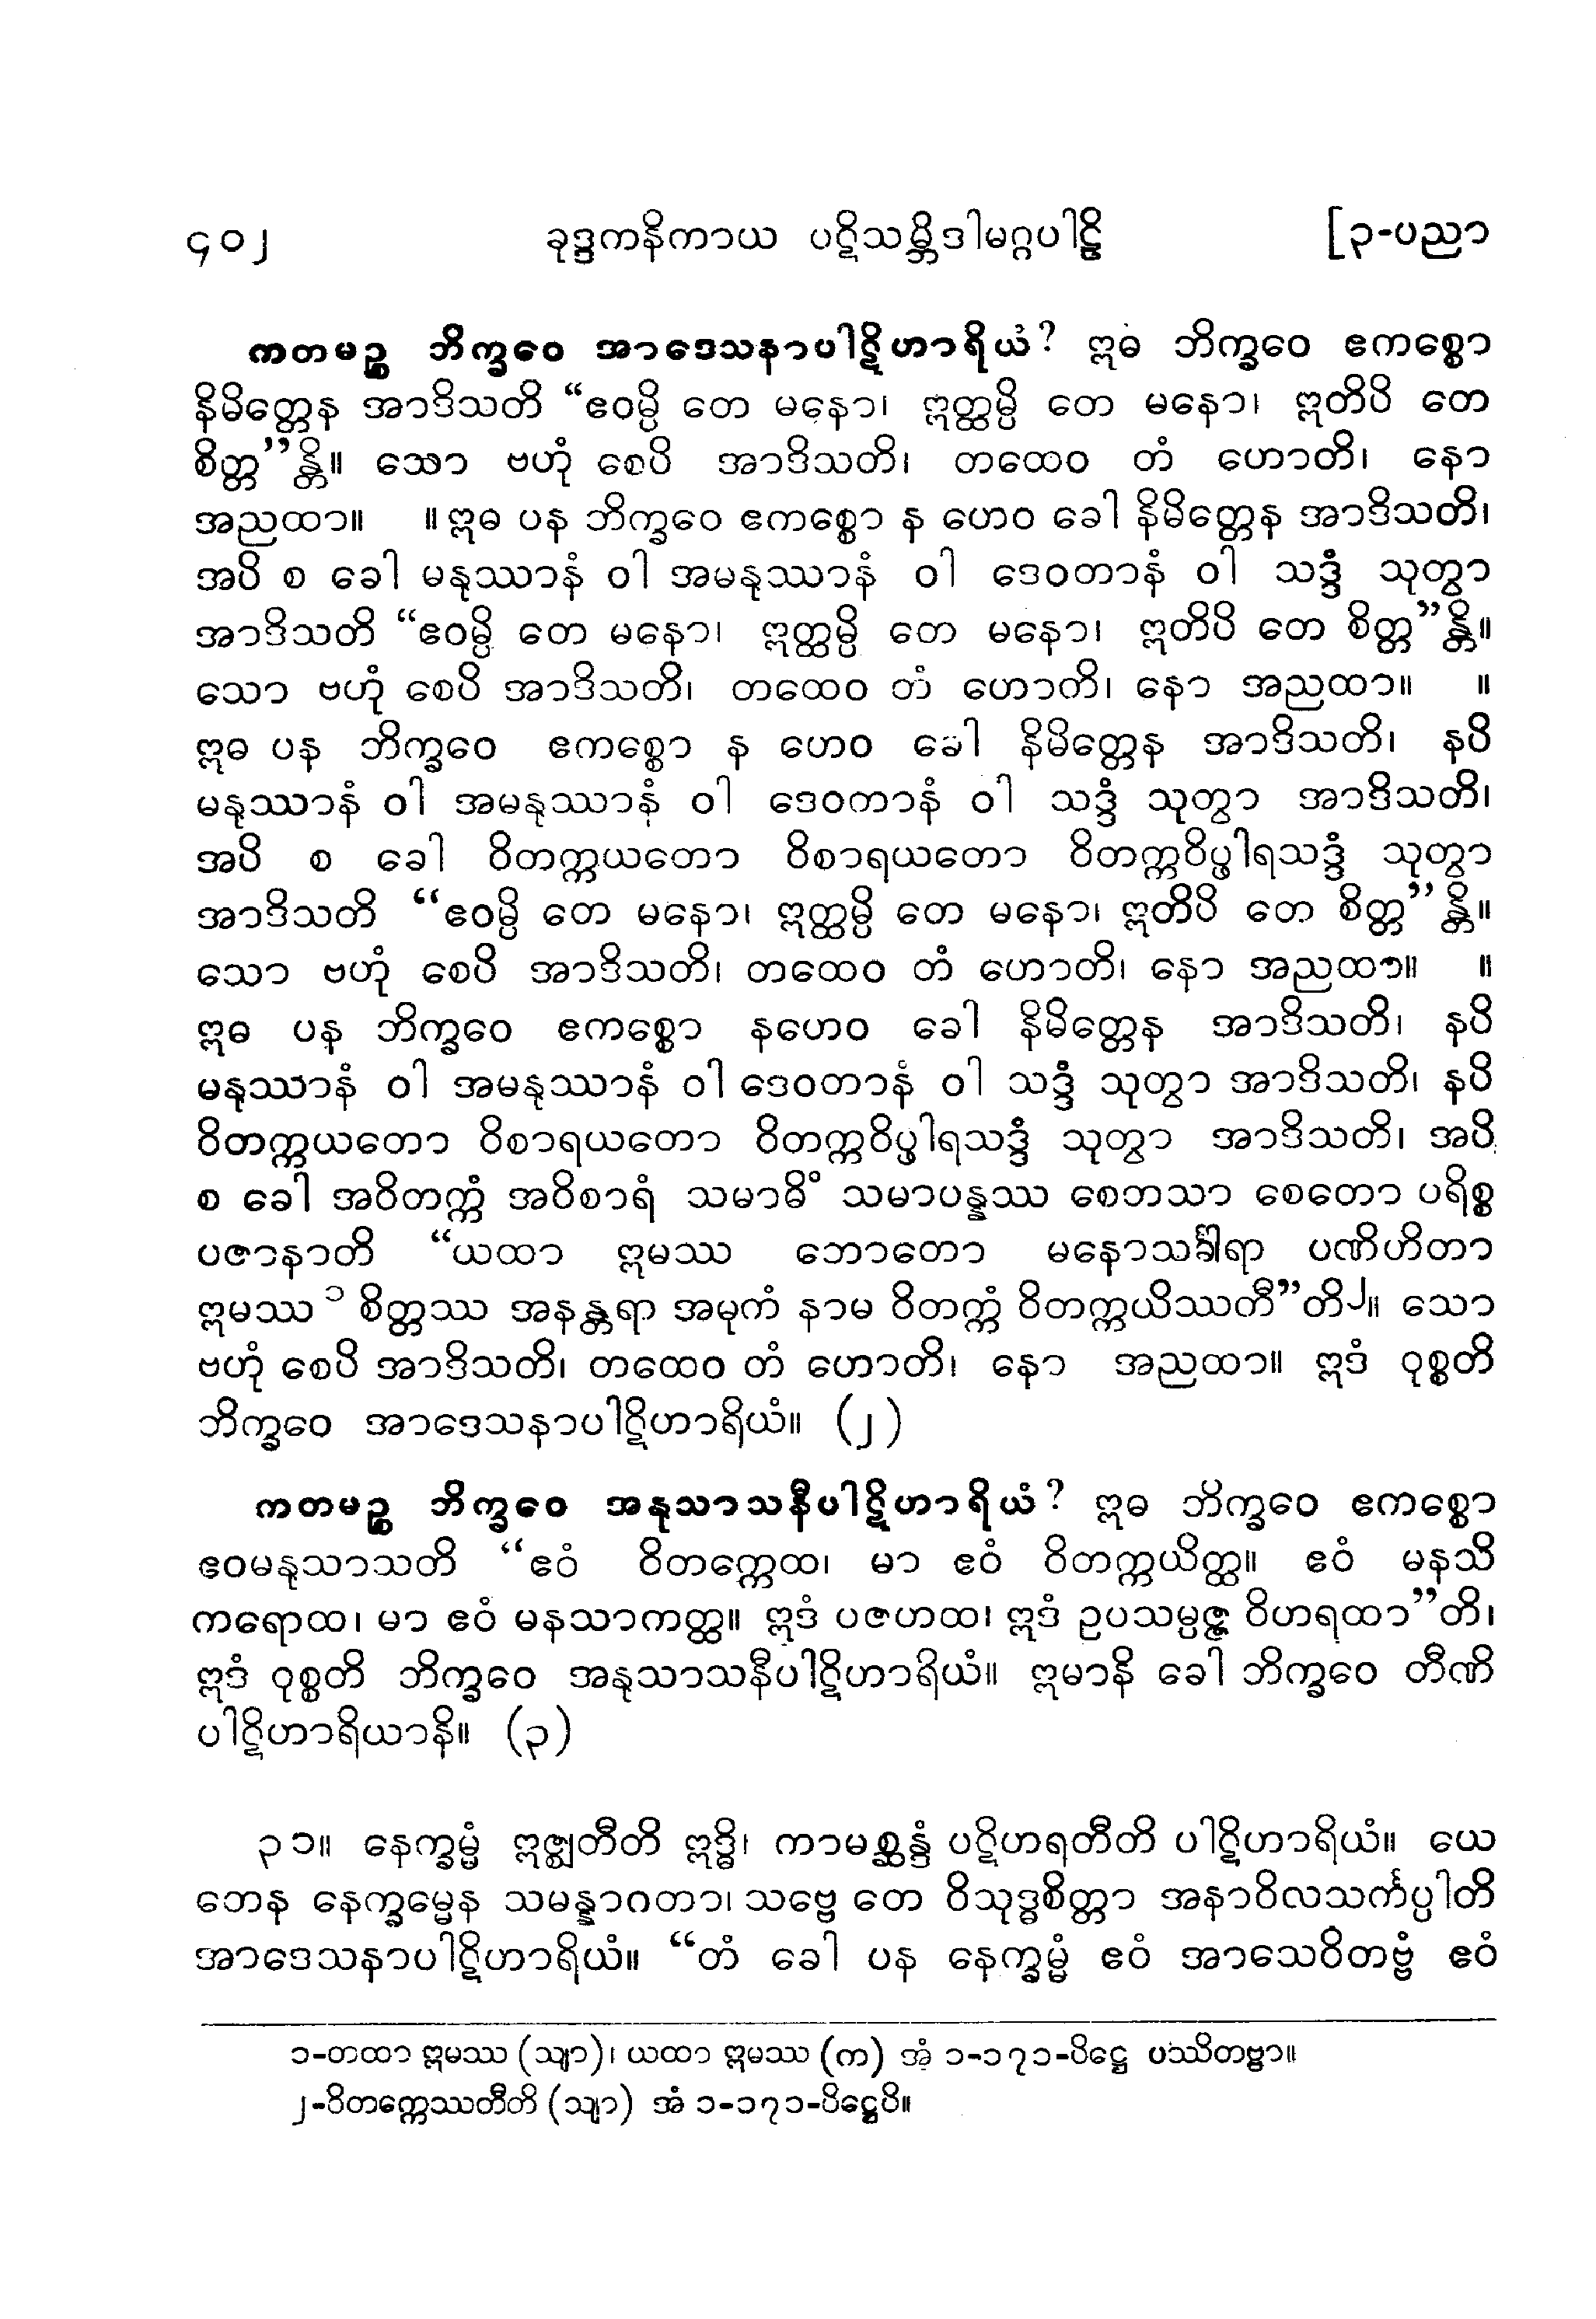 ၄၀၂ ခုဒ္ဒကနိကာယ ပဋိသမ္ဘိဒါမဂ္ဂပါဠိ [၃-ပညာ
ကတမဉ္စ ဘိက္ခဝေ အာဒေသနာပါဋိဟာရိယံ? ဣဓ ဘိက္ခဝေ ဧကစ္စော
နိမိတ္တေန အာဒိသတိ “ဧဝမ္ပိ တေ မနော၊ ဣတ္ထမ္ပိ တေ မနော၊ ဣတိပိ တေ
စိတ္တ”န္တိ။ သော ဗဟုံ စေပိ အာဒိသတိ၊ တထေဝ တံ ဟောတိ၊ နော
အညထာ။ ။ ဣဓ ပန ဘိက္ခဝေ ဧကစ္စော န ဟေဝ ခေါ နိမိတ္တေန အာဒိသတိ၊
အပိ စ ခေါ မနုဿာနံ ဝါ အမနုဿာနံ ဝါ ဒေဝတာနံ ဝါ သဒ္ဒံ သုတွာ
အာဒိသတိ “ဧဝမ္ပိ တေ မနော၊ ဣတ္ထမ္ပိ တေ မနော၊ ဣတိပိ တေ စိတ္တ”န္တိ။
သော ဗဟုံ စေပိ အာဒိသတိ၊ တထေဝ တံ ဟောတိ၊ နော အညထာ။ ။
ဣဓ ပန ဘိက္ခဝေ ဧကစ္စော န ဟေဝ ခေါ နိမိတ္တေန အာဒိသတိ၊ နပိ
မနုဿာနံ ဝါ အမနုဿာနံ ဝါ ဒေဝတာနံ ဝါ သဒ္ဒံ သုတွာ အာဒိသတိ၊
အပိ စ ခေါ ဝိတက္ကယတော ဝိစာရယတော ဝိတက္ကဝိပ္ဖါရသဒ္ဒံ သုတွာ
အာဒိသတိ “ဧဝမ္ပိ တေ မနော၊ ဣတ္ထမ္ပိ တေ မနော၊ ဣတိပိ တေ စိတ္တ”န္တိ။
သော ဗဟုံ စေပိ အာဒိသတိ၊ တထေဝ တံ ဟောတိ၊ နော အညထာ။ ။
ဣဓ ပန ဘိက္ခဝေ ဧကစ္စော နဟေဝ ခေါ နိမိတ္တေန အာဒိသတိ၊ နပိ
မနုဿာနံ ဝါ အမနုဿာနံ ဝါ ဒေဝတာနံ ဝါ သဒ္ဒံ သုတွာ အာဒိသတိ၊ နပိ
ဝိတက္ကယတော ဝိစာရယတော ဝိတက္ကဝိပ္ဖါရသဒ္ဒံ သုတွာ အာဒိသတိ၊ အပိ
စ ခေါ အဝိတက္ကံ အဝိစာရံ သမာဓိံ သမာပန္နဿ စေတသာ စေတော ပရိစ္စ
ပဇာနာတိ “ယထာ ဣမဿ ဘောတော မနောသင်္ခါရာ ပဏိဟိတာ
ဣမဿ ၁ စိတ္တဿ အနန္တရာ အမုကံ နာမ ဝိတက္ကံ ဝိတက္ကယိဿတီ”တိ၂။ သော
ဗဟုံ စေပိ အာဒိသတိ၊ တထေဝ တံ ဟောတိ၊ နော အညထာ။ ဣဒံ ဝုစ္စတိ
ဘိက္ခဝေ အာဒေသနာပါဋိဟာရိယံ။ (၂)
ကတမဉ္စ ဘိက္ခဝေ အနုသာသနီပါဋိဟာရိယံ? ဣဓ ဘိက္ခဝေ ဧကစ္စော
ဧဝမနုသာသတိ “ဧဝံ ဝိတက္ကေထ၊ မာ ဧဝံ ဝိတက္ကယိတ္ထ။ ဧဝံ မနသိ
ကရောထ၊ မာ ဧဝံ မနသာကတ္ထ။ ဣဒံ ပဇဟထ၊ ဣဒံ ဥပသမ္ပဇ္ဇ ဝိဟရထာ”တိ၊
ဣဒံ ဝုစ္စတိ ဘိက္ခဝေ အနုသာသနီပါဋိဟာရိယံ။ ဣမာနိ ခေါ ဘိက္ခဝေ တီဏိ
ပါဋိဟာရိယာနိ။ (၃)
၃၁။ နေက္ခမ္မံ ဣဇ္ဈတီတိ ဣဒ္ဓိ၊ ကာမစ္ဆန္ဒံ ပဋိဟရတီတိ ပါဋိဟာရိယံ။ ယေ
တေန နေက္ခမ္မေန သမန္နာဂတာ၊ သဗ္ဗေ တေ ဝိသုဒ္ဓစိတ္တာ အနာဝိလသင်္ကပ္ပါတိ
အာဒေသနာပါဋိဟာရိယံ။ “တံ ခေါ ပန နေက္ခမ္မံ ဧဝံ အာသေဝိတဗ္ဗံ ဧဝံ
၁-တထာ ဣမဿ (သျာ)၊ ယထာ ဣမဿ (က) အံ ၁-၁၇၁-ပိဋ္ဌေ ပဿိတဗ္ဗာ။
၂-ဝိတက္ကေဿတီတိ (သျာ) အံ ၁-၁၇၁-ပိဋ္ဌေပိ။